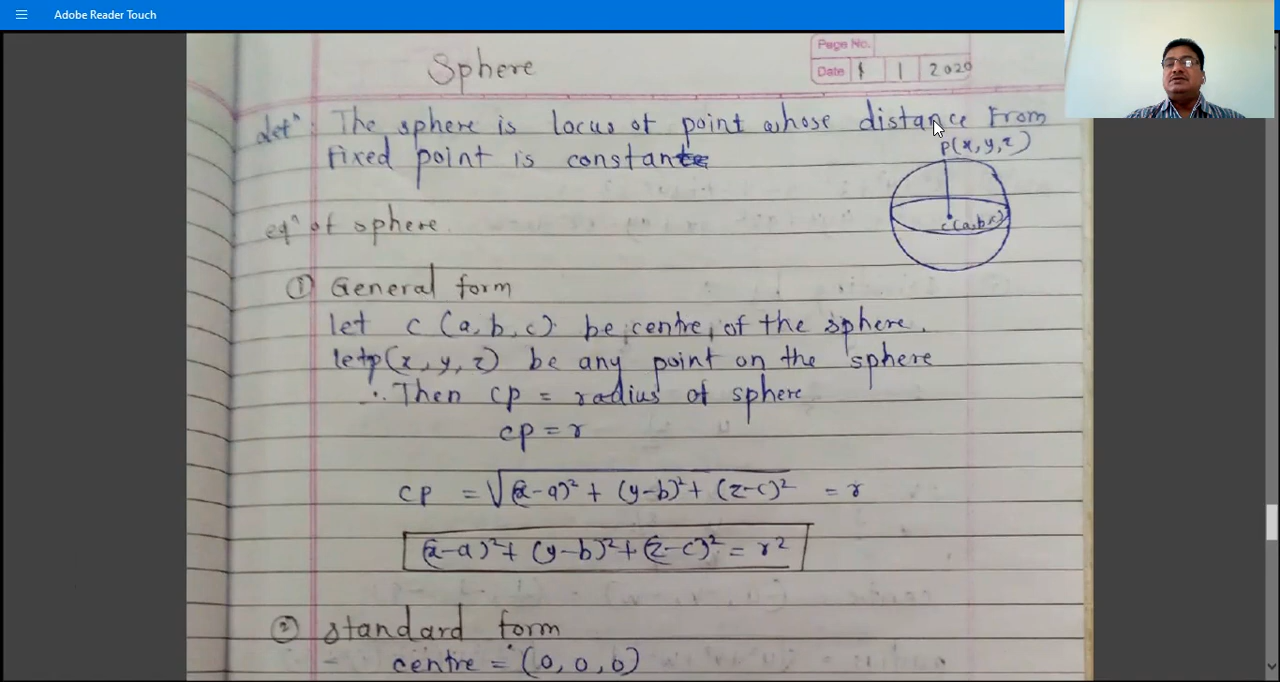 Adobe Reader Touch
Page No.
Date 1 1 2020
Sphere
defn: The sphere is locus of point whose distance from
fixed point is constant
P(x,y,z)
c(a,b,c)
eqn of sphere
① General form
let c (a, b, c) be centre of the sphere.
let p(x, y, z) be any point on the sphere
∴ Then cp = radius of sphere
cp = r
cp = √(x-a)² + (y-b)² + (z-c)² = r
(x-a)² + (y-b)² + (z-c)² = r²
② standard form
centre = (0, 0, 0)